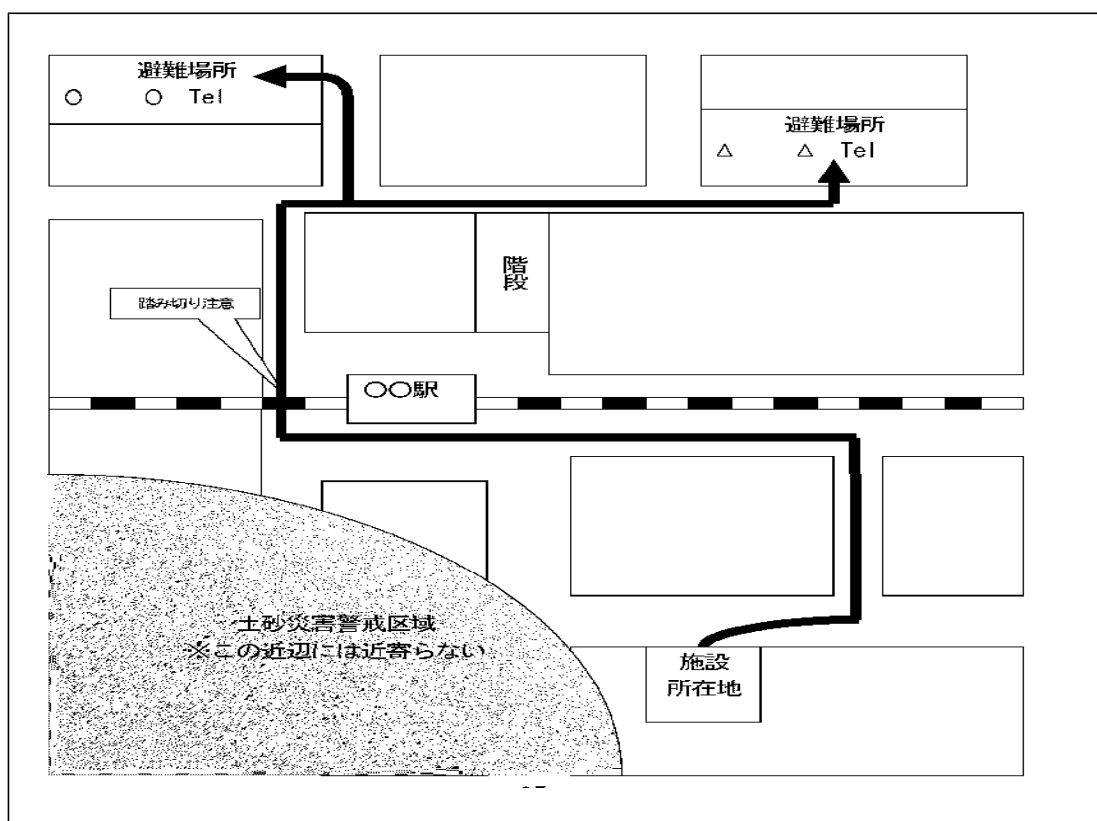 避難場所
○ ○ Tel
避難場所
△ △ Tel
階段
踏み切り注意
○○駅
土砂災害警戒区域
※この近辺には近寄らない
施設
所在地